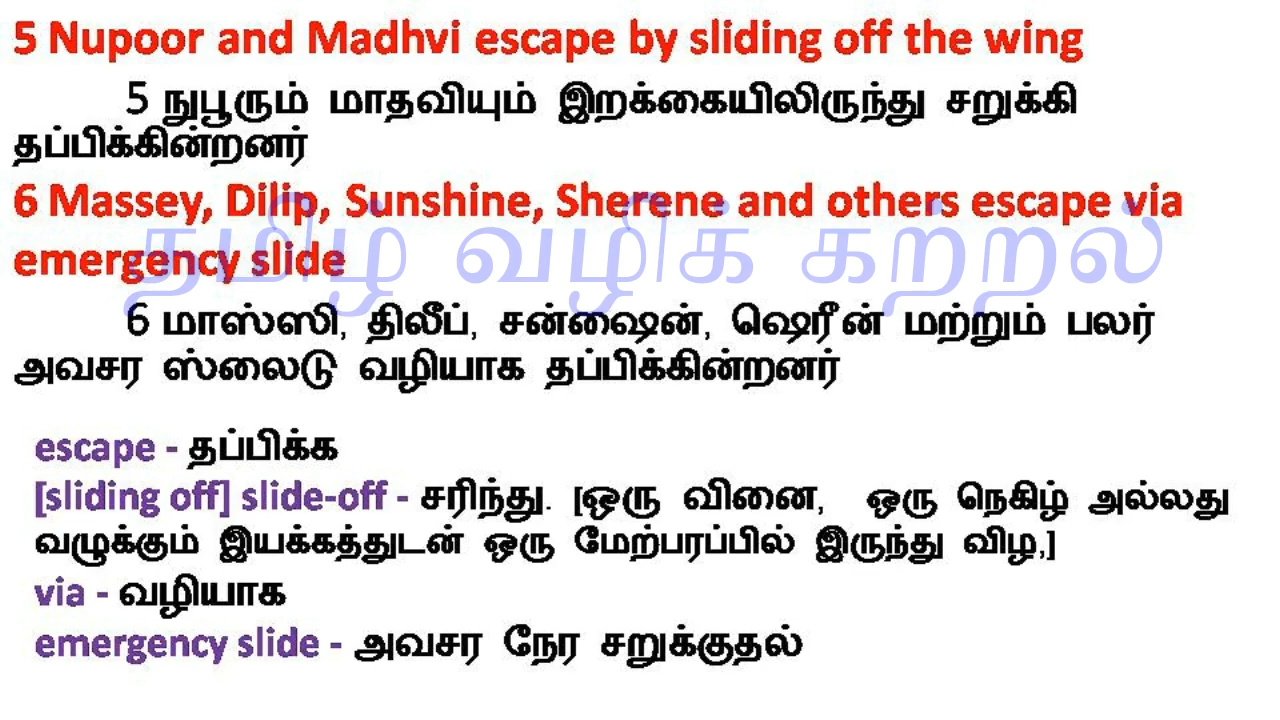 5 Nupoor and Madhvi escape by sliding off the wing
5 நுபூரும் மாதவியும் இறக்கையிலிருந்து சறுக்கி
தப்பிக்கின்றனர்
6 Massey, Dilip, Sunshine, Sherene and others escape via
emergency slide
தமிழ் வழிக் கற்றல்
6 மாஸ்ஸி, திலீப், சன்ஷைன், ஷெரீன் மற்றும் பலர்
அவசர ஸ்லைடு வழியாக தப்பிக்கின்றனர்
escape - தப்பிக்க
[sliding off] slide-off - சரிந்து. [ஒரு வினை, ஒரு நெகிழ் அல்லது
வழுக்கும் இயக்கத்துடன் ஒரு மேற்பரப்பில் இருந்து விழ,]
via - வழியாக
emergency slide - அவசர நேர சறுக்குதல்